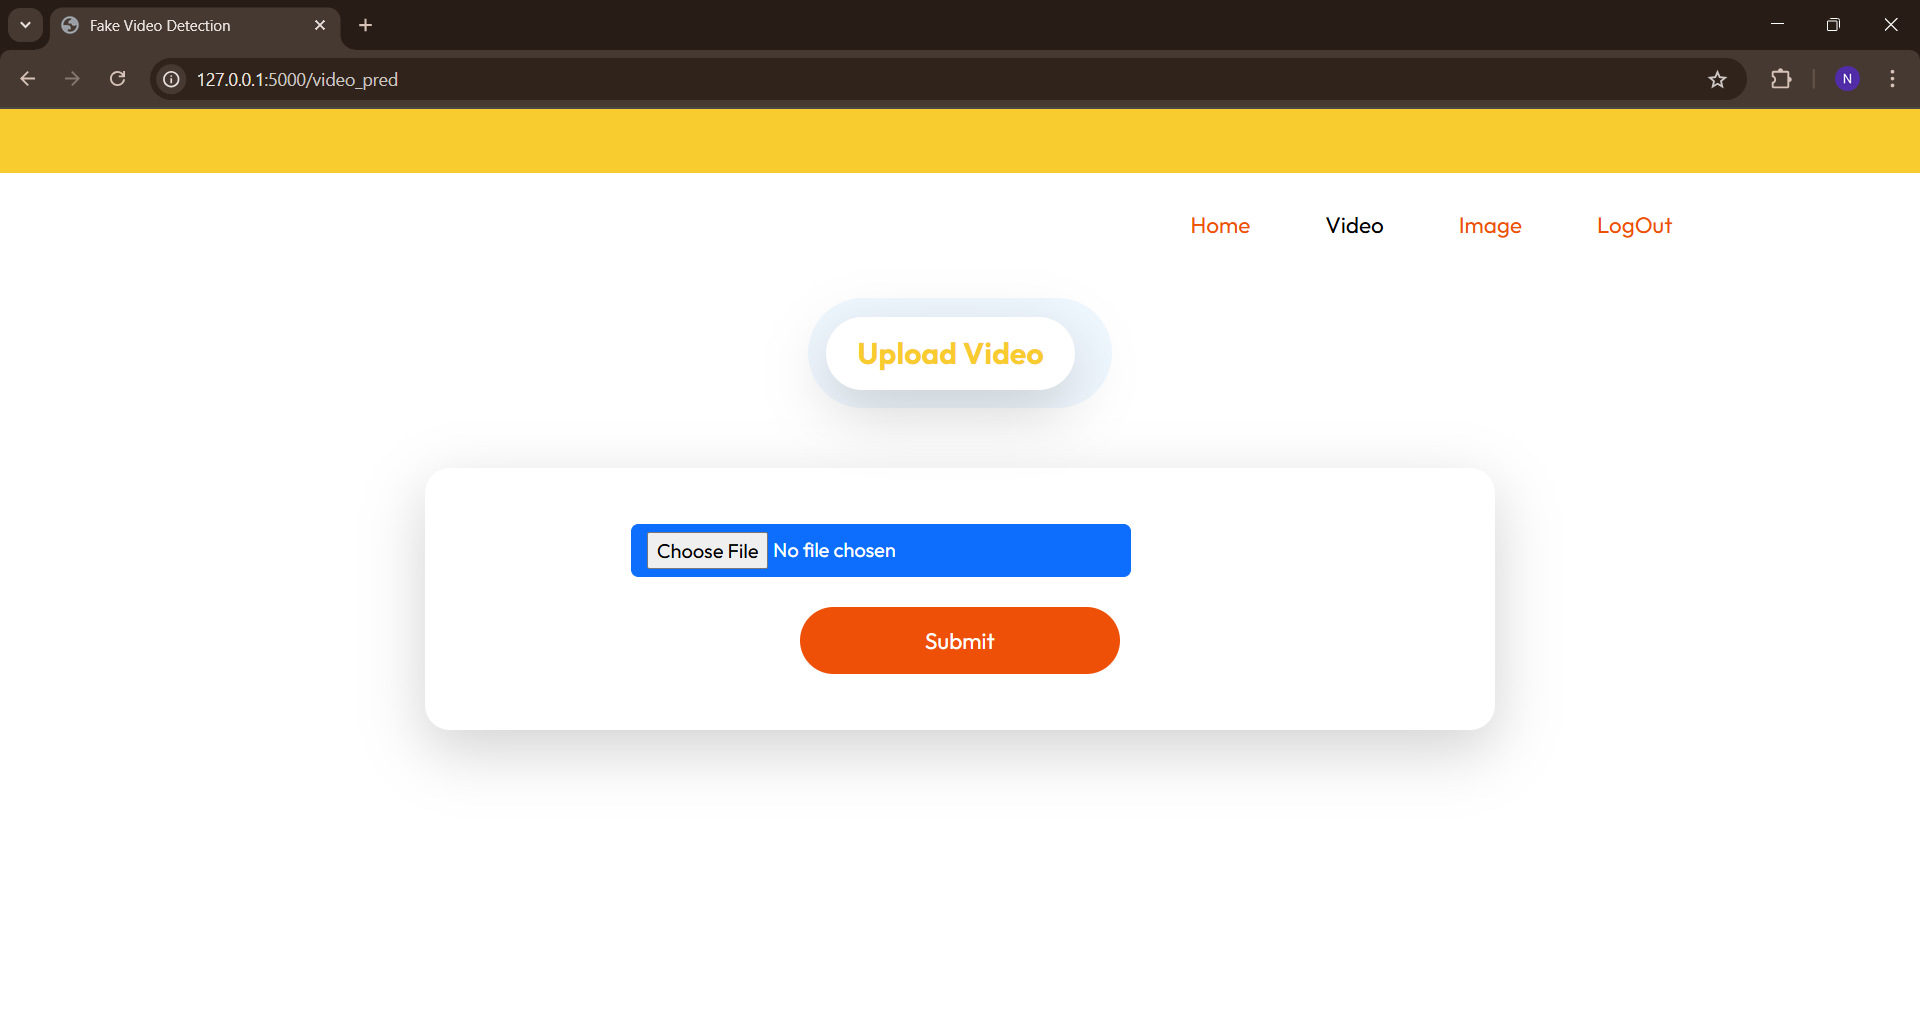 Fake Video Detection
127.0.0.1:5000/video_pred
N
Home Video Image LogOut
Upload Video
Choose File No file chosen
Submit